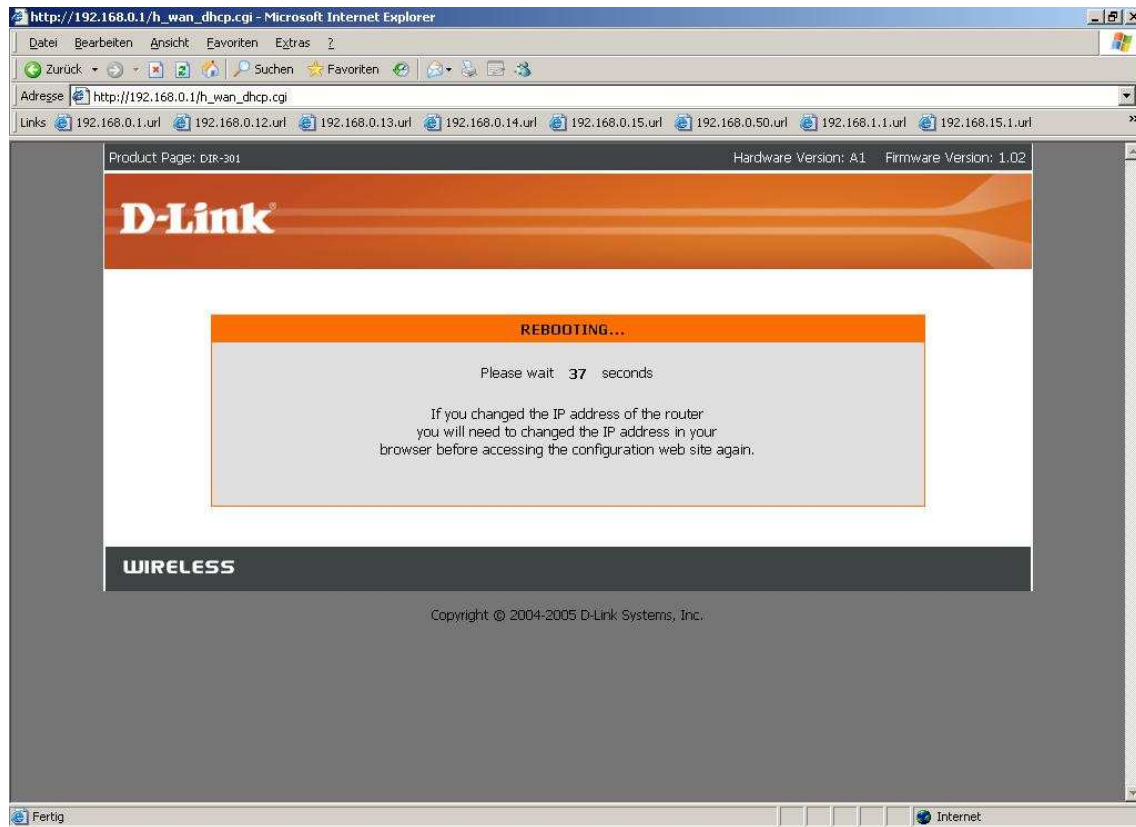 http://192.168.0.1/h_wan_dhcp.cgi - Microsoft Internet Explorer
Datei Bearbeiten Ansicht Favoriten Extras ?
Zurück Suchen Favoriten
Adresse http://192.168.0.1/h_wan_dhcp.cgi
Links 192.168.0.1.url 192.168.0.12.url 192.168.0.13.url 192.168.0.14.url 192.168.0.15.url 192.168.0.50.url 192.168.1.1.url 192.168.15.1.url »
Product Page: DIR-301 Hardware Version: A1 Firmware Version: 1.02
D-Link®
REBOOTING...
Please wait 37 seconds
If you changed the IP address of the router
you will need to changed the IP address in your
browser before accessing the configuration web site again.
WIRELESS
Copyright © 2004-2005 D-Link Systems, Inc.
Fertig Internet